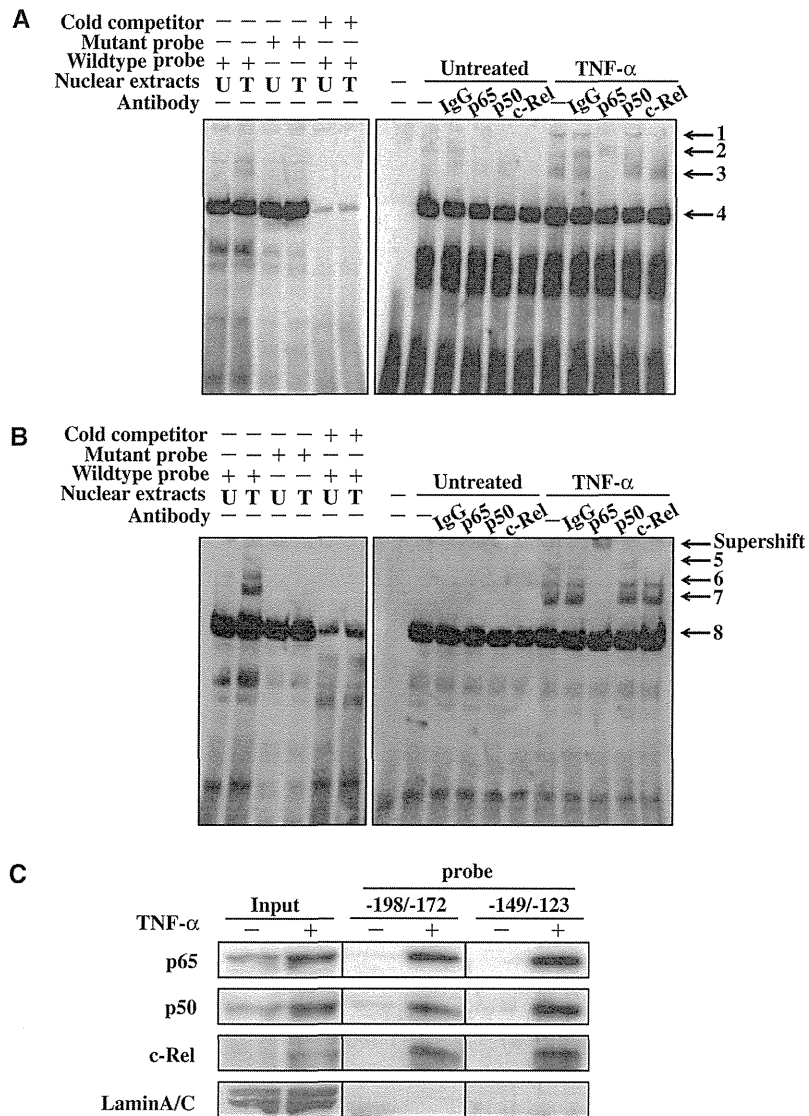 A
Cold competitor − − − − + +
Mutant probe − − + + − −
Wildtype probe + + − − + +
Nuclear extracts U T U T U T
Antibody − − − − − −
− Untreated TNF-α
− − IgG p65 p50 c-Rel − IgG p65 p50 c-Rel
1
2
3
4
B
Cold competitor − − − − + +
Mutant probe − − + + − −
Wildtype probe + + − − + +
Nuclear extracts U T U T U T
Antibody − − − − − −
− Untreated TNF-α
− − IgG p65 p50 c-Rel − IgG p65 p50 c-Rel
Supershift
5
6
7
8
C
probe
Input -198/-172 -149/-123
TNF-α − + − + − +
p65
p50
c-Rel
LaminA/C